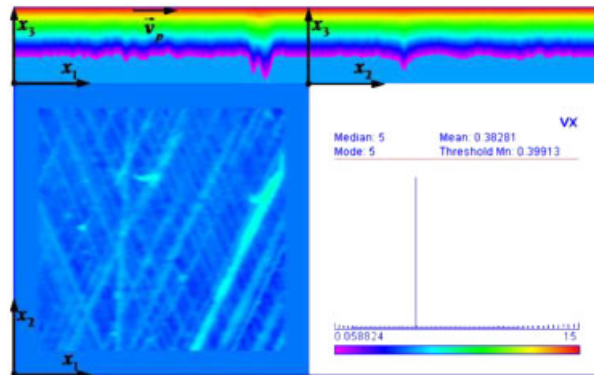 x3
v⃗p
x1
x3
x2
VX
Median: 5 Mean: 0.38281
Mode: 5 Threshold Mn: 0.39913
0.058824 15
x2
x1